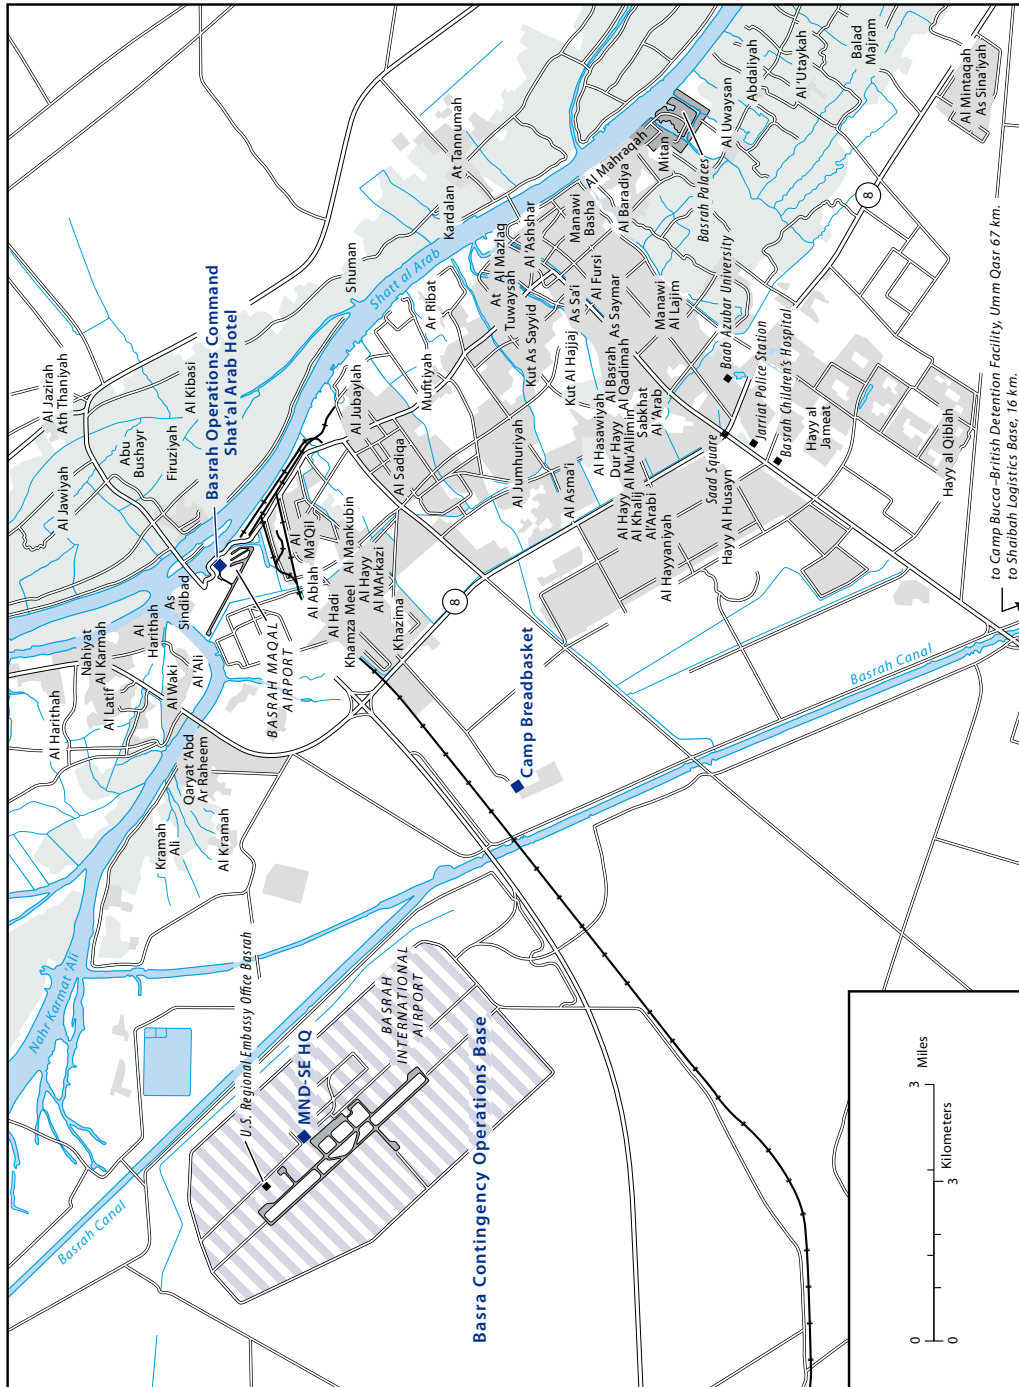 Al Jawiyah
Al Jazirah
Ath Thaniyah
Abu
Bushayr
Firuziyah
Al Kibasi
Basrah Operations Command
Shat'al Arab Hotel
Shuman
Kardalan
At Tannumah
Shatt al Arab
Al Harithah
Nahiyat
Al Karmah
Al Latif
Al
Harithah
As
Sindibad
Al Waki
Al 'Ali
Qaryat 'Abd
Ar Raheem
Kramah
Ali
Al Kramah
BASRAH MAQAL
AIRPORT
Al
Ma'Qil
Al Ablah
Al Hadi
Al Mankubin
Khamza Meel
Al Hayy
Al MArkazi
Khazima
Al Jubaylah
Al Sadiqa
Mufitiyah
Ar Ribat
At
Tuwaysah
Al Mazlaq
Al 'Ashshar
Kut As Sayyid
As Sa'i
Al Fursi
Manawi
Basha
Al Baradiya
Al Mahraqah
Mitan
Basrah Palaces
Al Uwaysan
Abdaliyah
Al 'Utaykah
Balad
Majram
Al Mintaqah
As Sina'iyah
8
Al Jumhuriyah
Al Asma'i
Kut Al Hajjaj
Al Hasawiyah
As Saymar
Al Basrah
Al Qadimah
Dur Hayy
Al Mu'Allimin
Sabkhat
Al 'Arab
Manawi
Al Lajim
Al Hayy
Al Khalij
Al'Arabi
Al Hayyaniyah
Hayy Al Husayn
Saad Square
Baab Azubar University
Jarriat Police Station
Basrah Children's Hospital
Hayy al
Jameat
Hayy al Qiblah
8
Camp Breadbasket
Basrah Canal
Nahr Karmat 'Ali
U.S. Regional Embassy Office Basrah
MND-SE HQ
BASRAH
INTERNATIONAL
AIRPORT
Basra Contingency Operations Base
Basrah Canal
to Camp Bucca–British Detention Facility, Umm Qasr 67 km.
to Shaibah Logistics Base, 16 km.
0
3
Miles
0
3
Kilometers